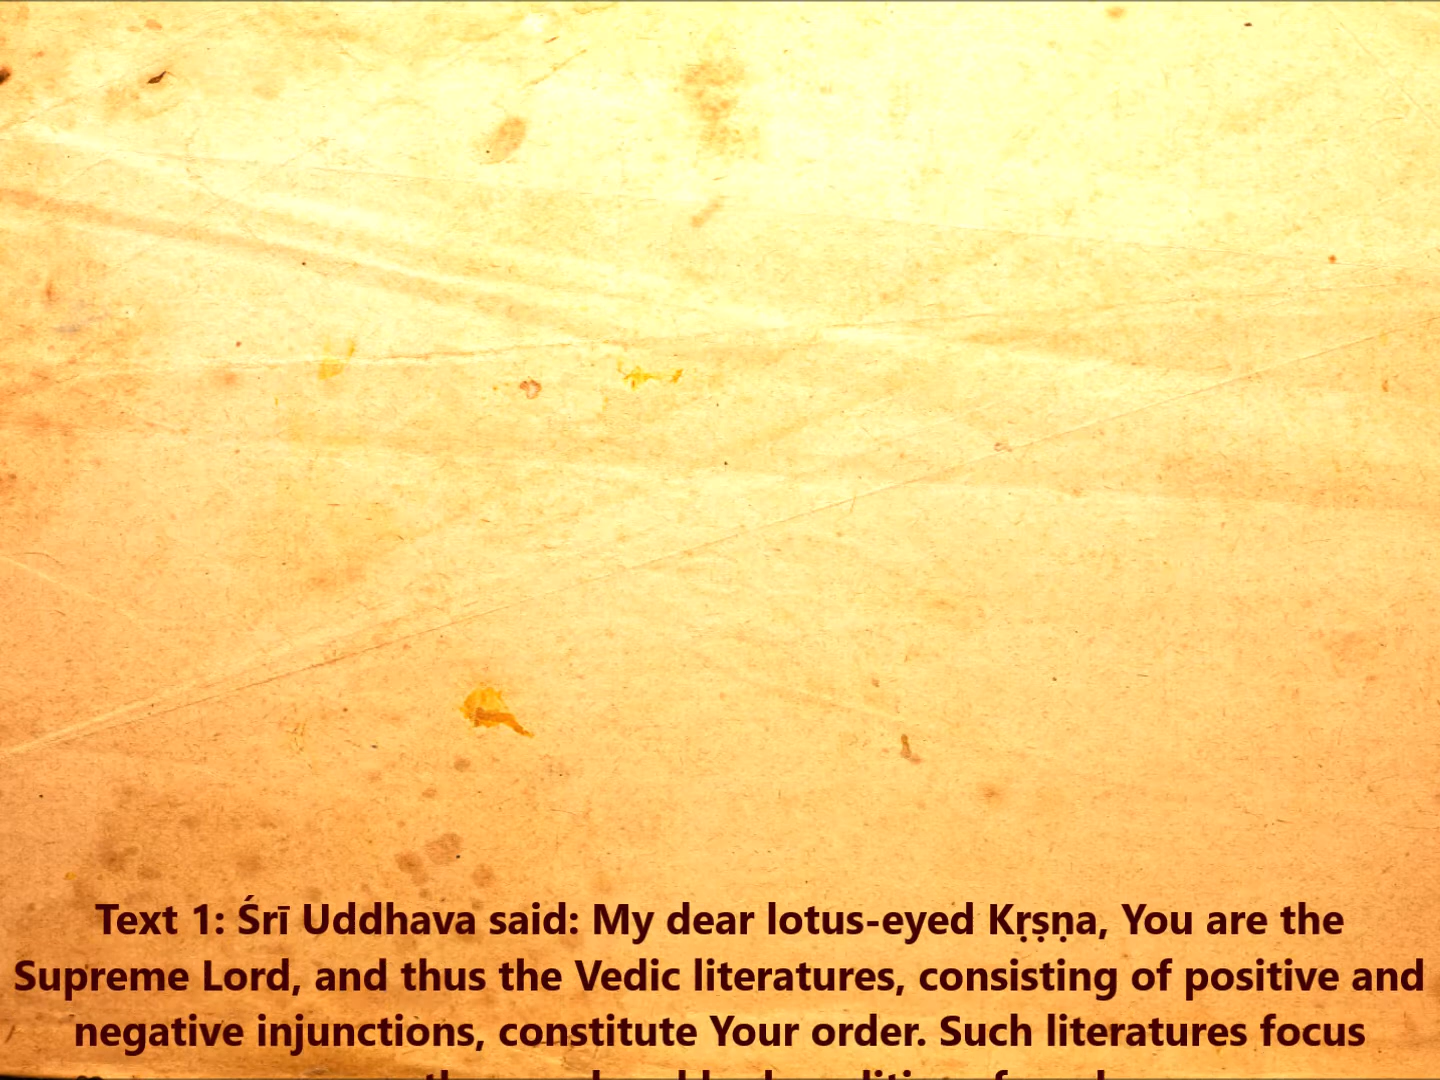 Text 1: Śrī Uddhava said: My dear lotus-eyed Kṛṣṇa, You are the
Supreme Lord, and thus the Vedic literatures, consisting of positive and
negative injunctions, constitute Your order. Such literatures focus